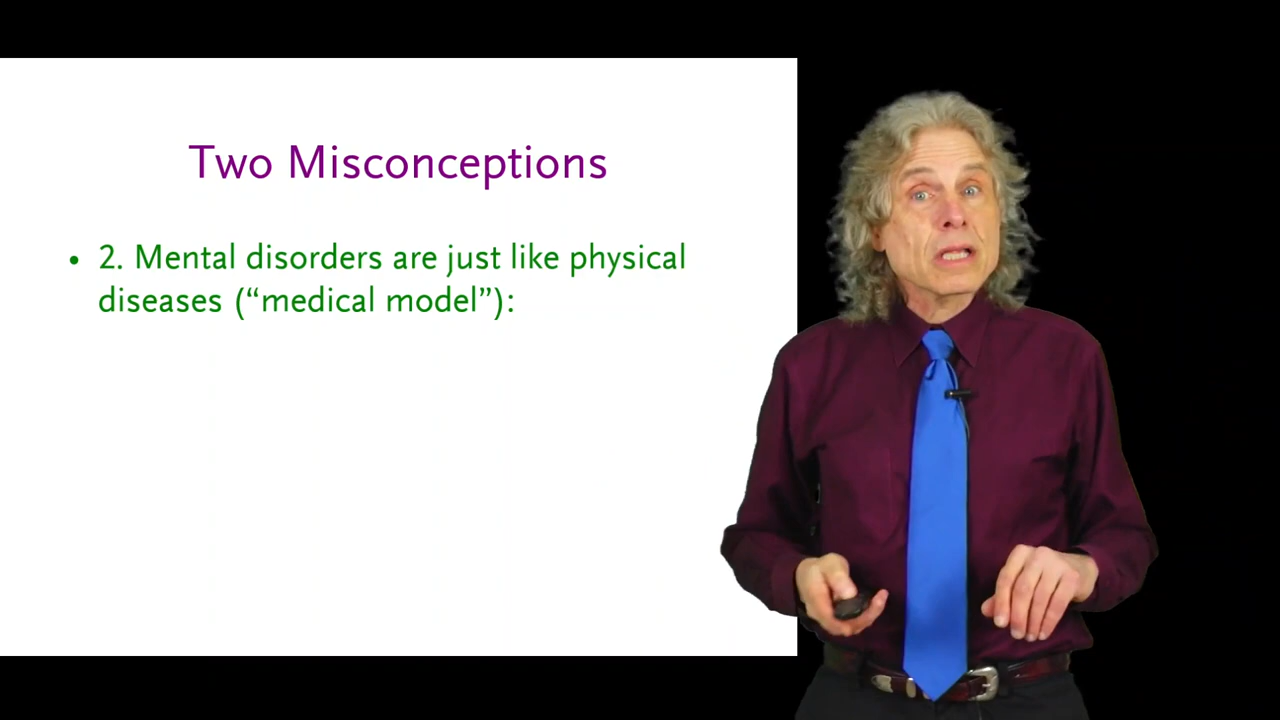 Two Misconceptions
• 2. Mental disorders are just like physical
diseases (“medical model”):